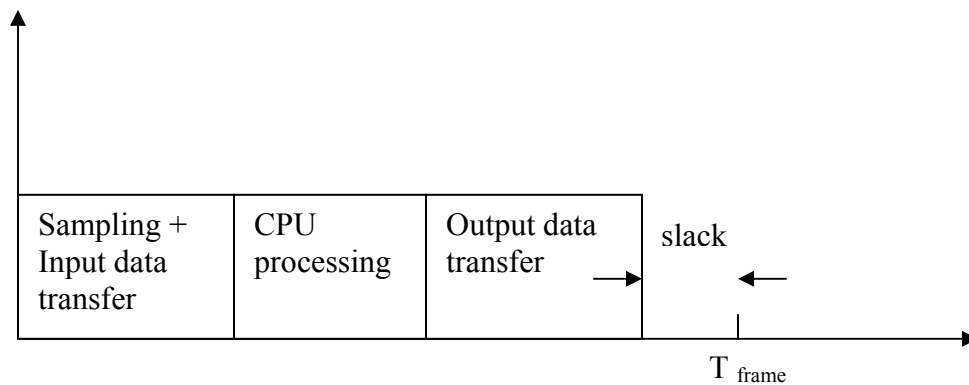 Sampling +
Input data
transfer
CPU
processing
Output data
transfer
slack
T frame